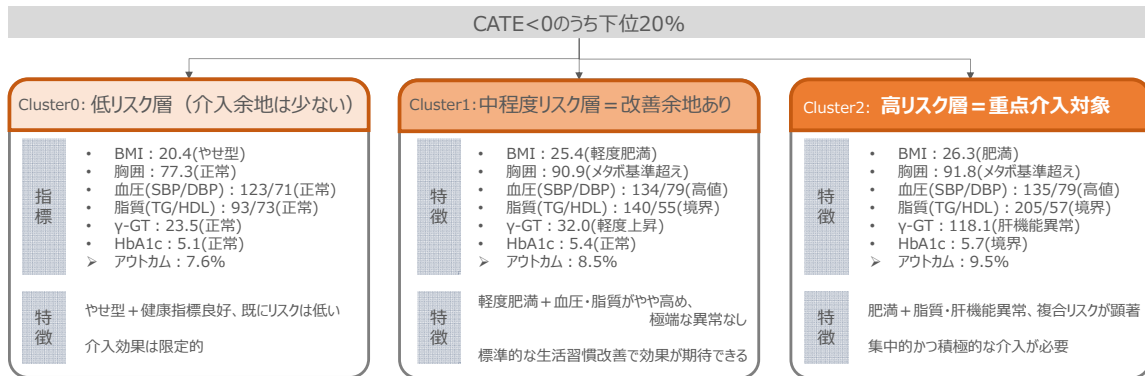 CATE<0のうち下位20%
Cluster0: 低リスク層（介入余地は少ない）
指標
• BMI：20.4(やせ型)
• 胸囲：77.3(正常)
• 血圧(SBP/DBP)：123/71(正常)
• 脂質(TG/HDL)：93/73(正常)
• γ-GT：23.5(正常)
• HbA1c：5.1(正常)
➢ アウトカム：7.6%
特徴
やせ型＋健康指標良好、既にリスクは低い
介入効果は限定的
Cluster1:中程度リスク層＝改善余地あり
特徴
• BMI：25.4(軽度肥満)
• 胸囲：90.9(メタボ基準超え)
• 血圧(SBP/DBP)：134/79(高値)
• 脂質(TG/HDL)：140/55(境界)
• γ-GT：32.0(軽度上昇)
• HbA1c：5.4(正常)
➢ アウトカム：8.5%
特徴
軽度肥満＋血圧・脂質がやや高め、
極端な異常なし
標準的な生活習慣改善で効果が期待できる
Cluster2: 高リスク層＝重点介入対象
特徴
• BMI：26.3(肥満)
• 胸囲：91.8(メタボ基準超え)
• 血圧(SBP/DBP)：135/79(高値)
• 脂質(TG/HDL)：205/57(境界)
• γ-GT：118.1(肝機能異常)
• HbA1c：5.7(境界)
➢ アウトカム：9.5%
特徴
肥満＋脂質・肝機能異常、複合リスクが顕著
集中的かつ積極的な介入が必要